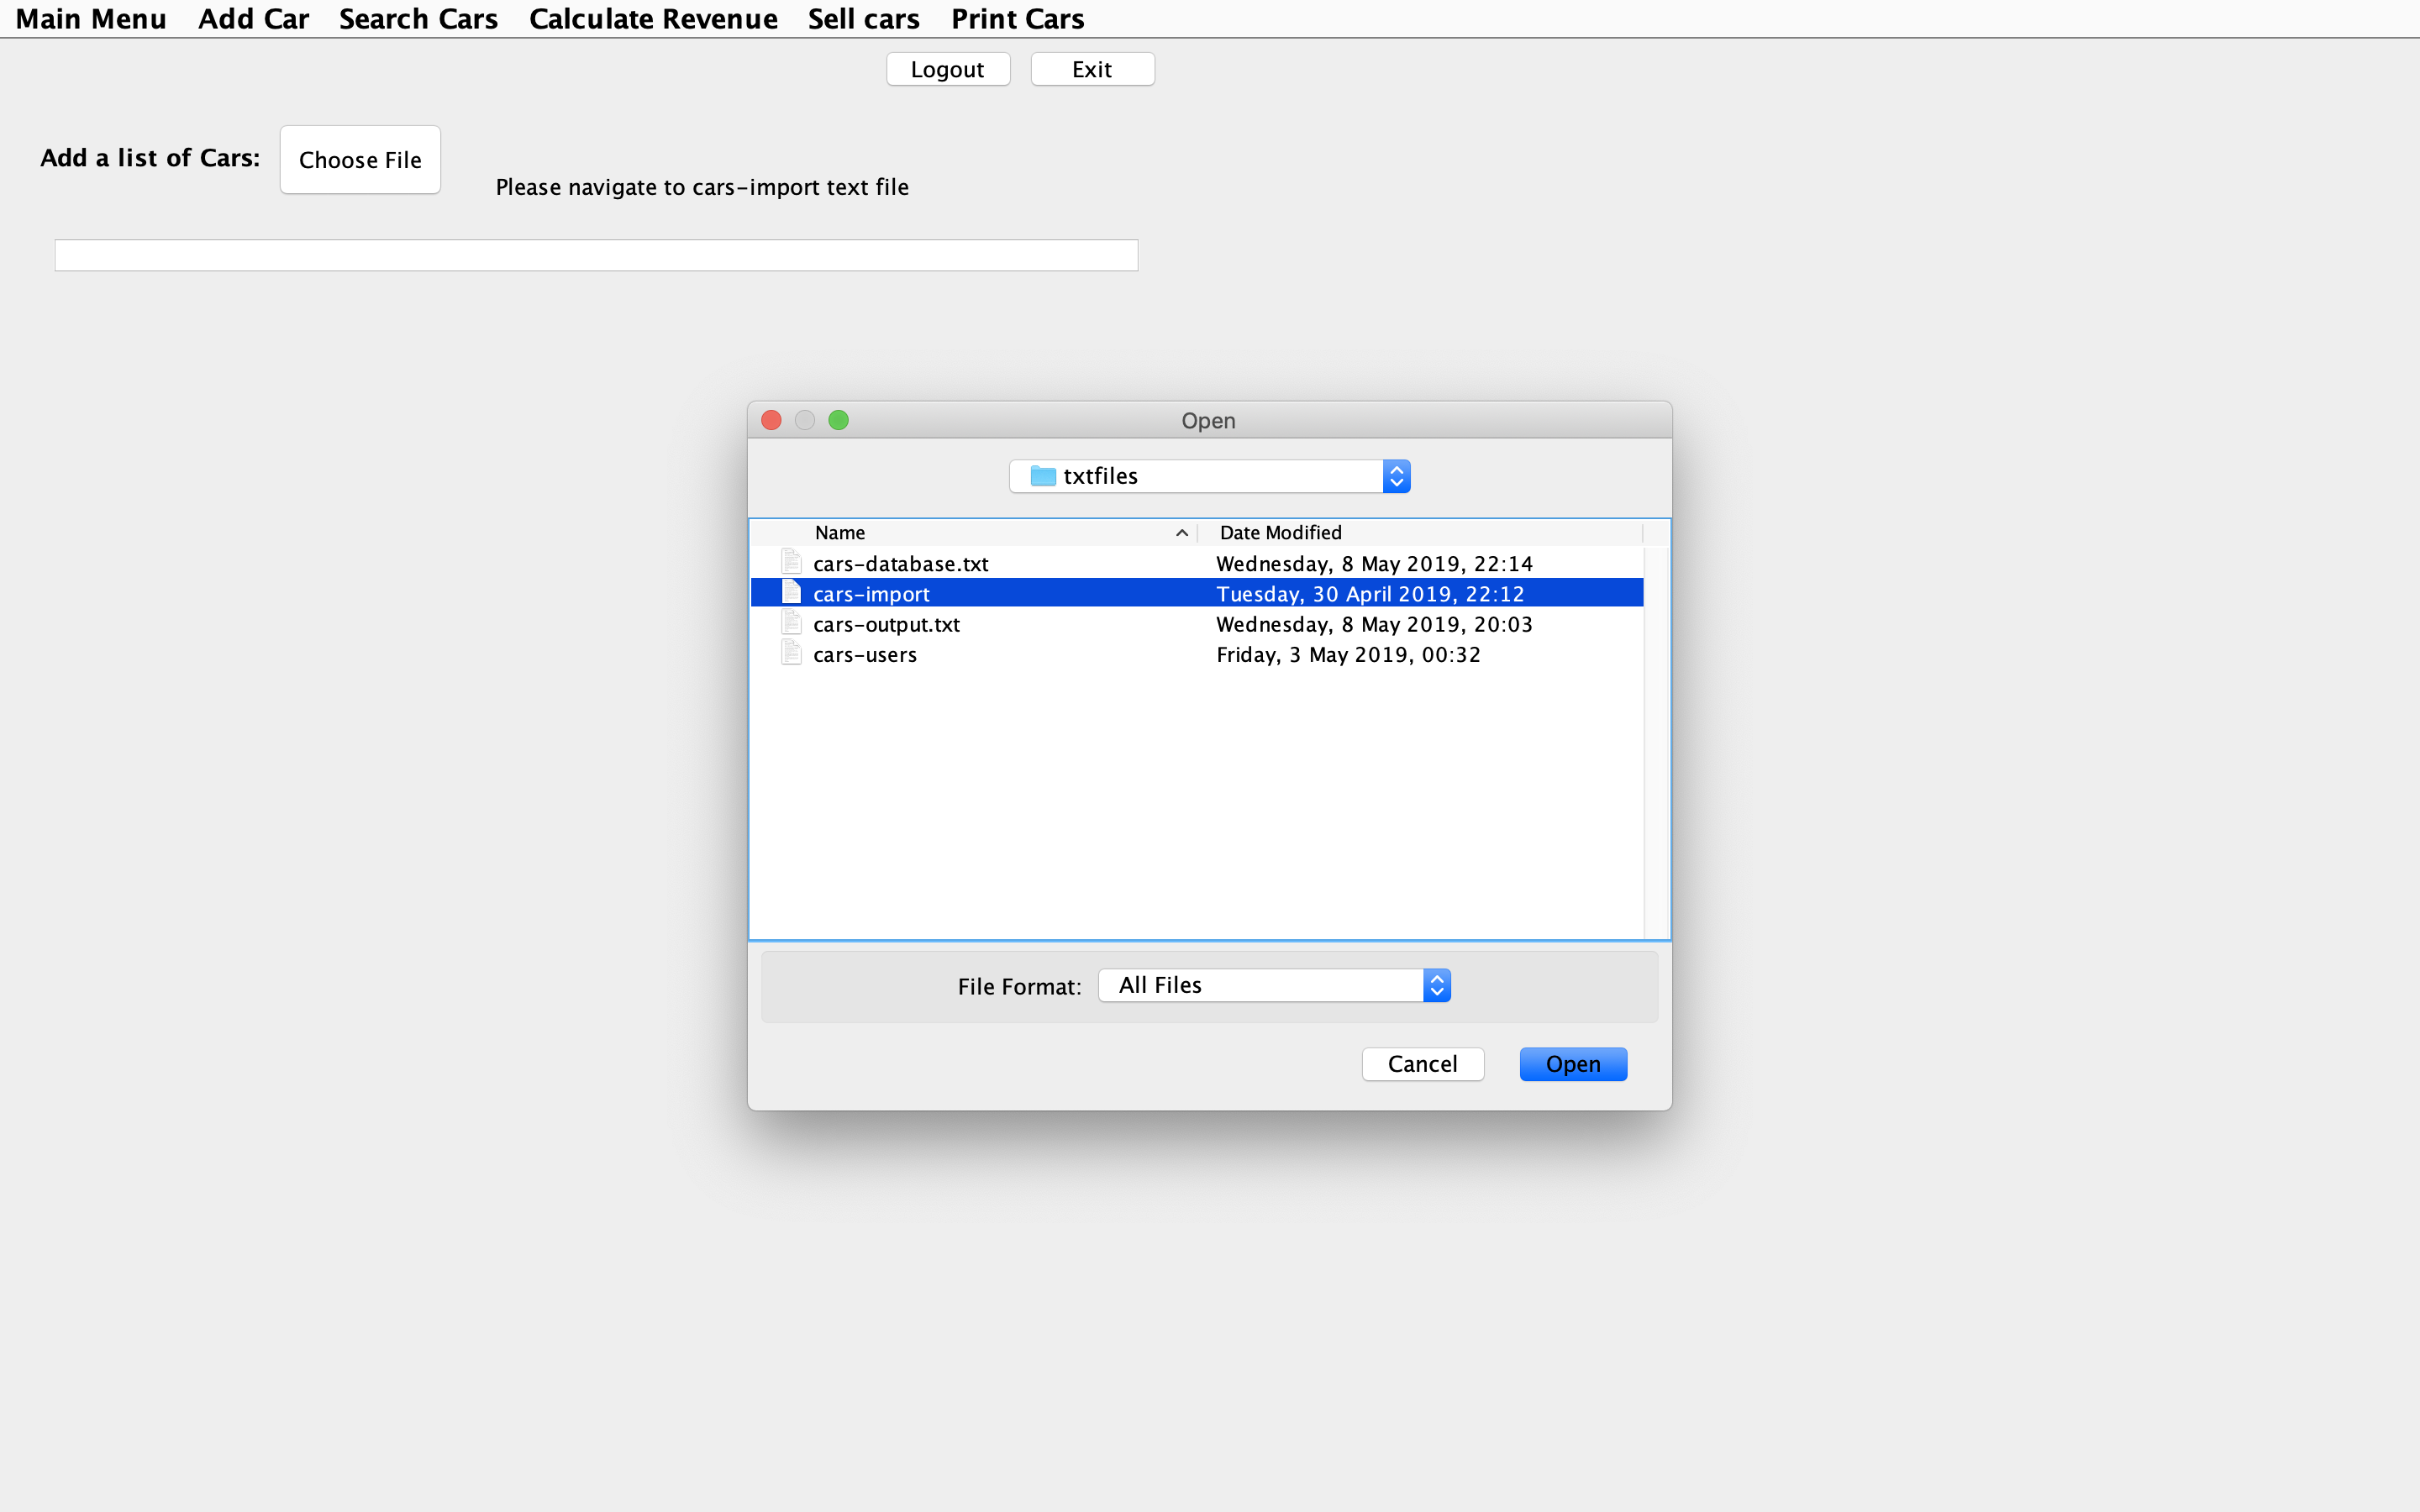 Main Menu Add Car Search Cars Calculate Revenue Sell cars Print Cars
Logout Exit
Add a list of Cars: Choose File
Please navigate to cars-import text file
Open
txtfiles
Name Date Modified
cars-database.txt Wednesday, 8 May 2019, 22:14
cars-import Tuesday, 30 April 2019, 22:12
cars-output.txt Wednesday, 8 May 2019, 20:03
cars-users Friday, 3 May 2019, 00:32
File Format: All Files
Cancel Open